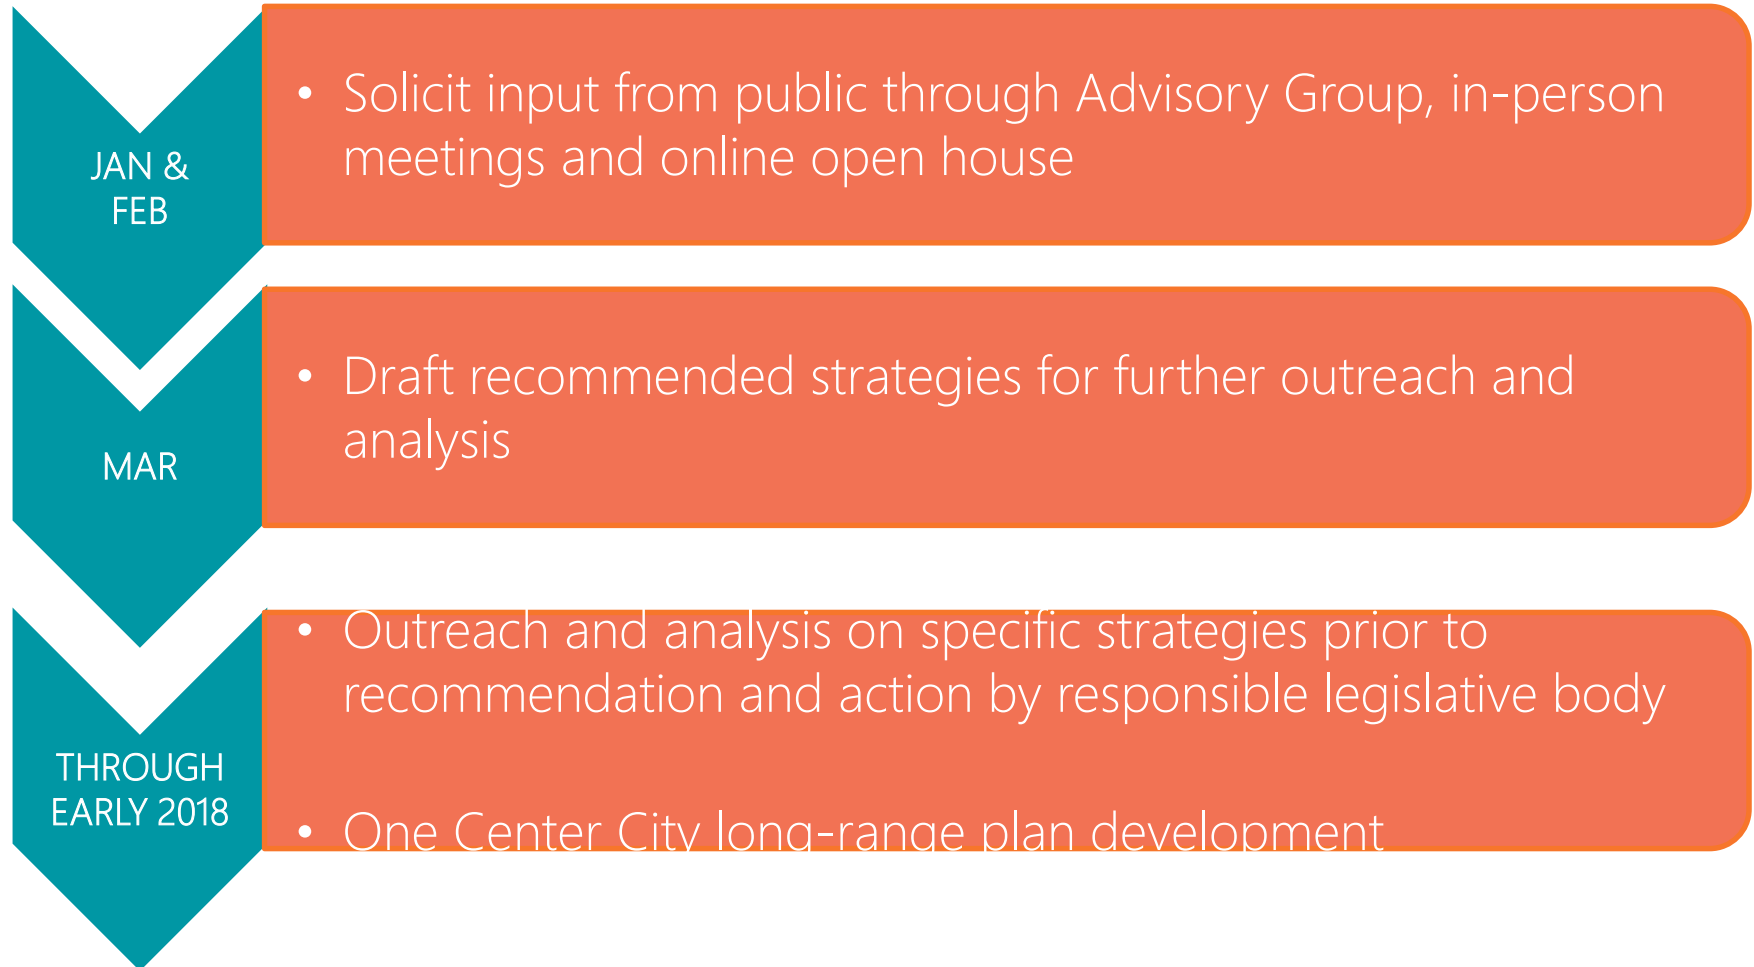 JAN &
FEB
• Solicit input from public through Advisory Group, in-person
meetings and online open house
MAR
• Draft recommended strategies for further outreach and
analysis
THROUGH
EARLY 2018
• Outreach and analysis on specific strategies prior to
recommendation and action by responsible legislative body
• One Center City long-range plan development